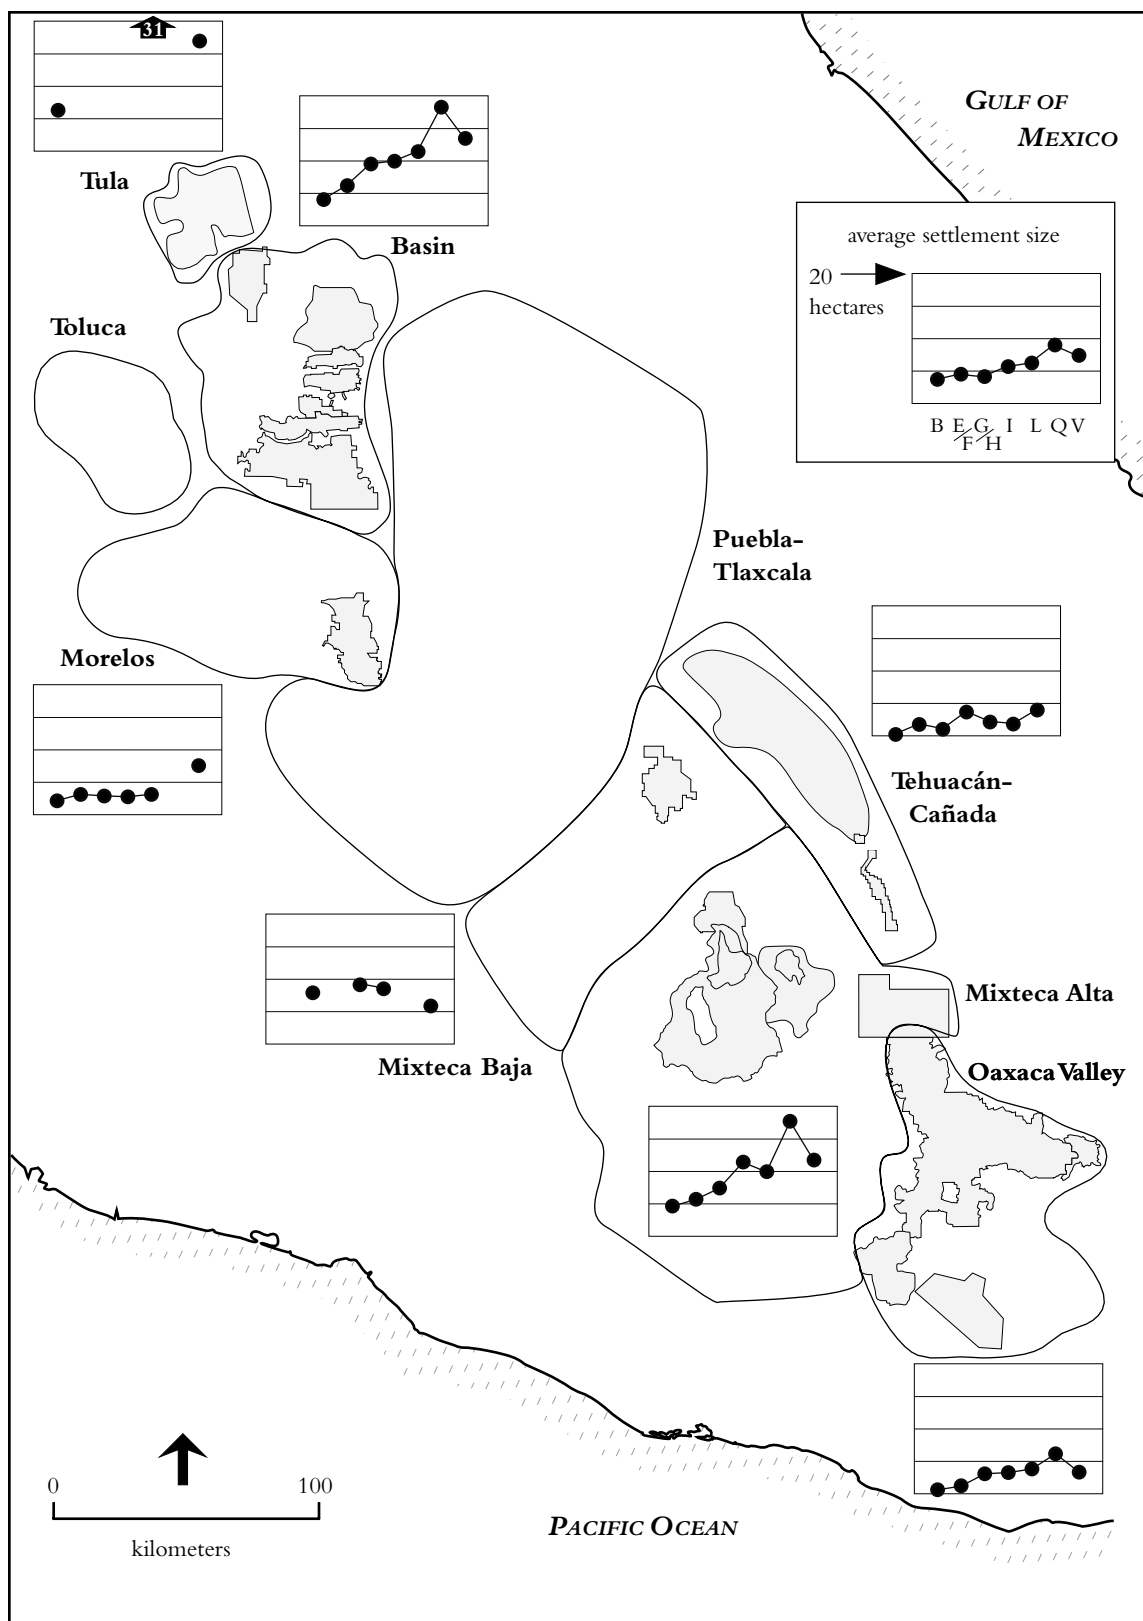 31
Tula
Basin
GULF OF
MEXICO
average settlement size
20
hectares
B E/F G/H I L Q V
Toluca
Puebla-
Tlaxcala
Morelos
Tehuacán-
Cañada
Mixteca Alta
Mixteca Baja
Oaxaca Valley
0 100
kilometers
PACIFIC OCEAN